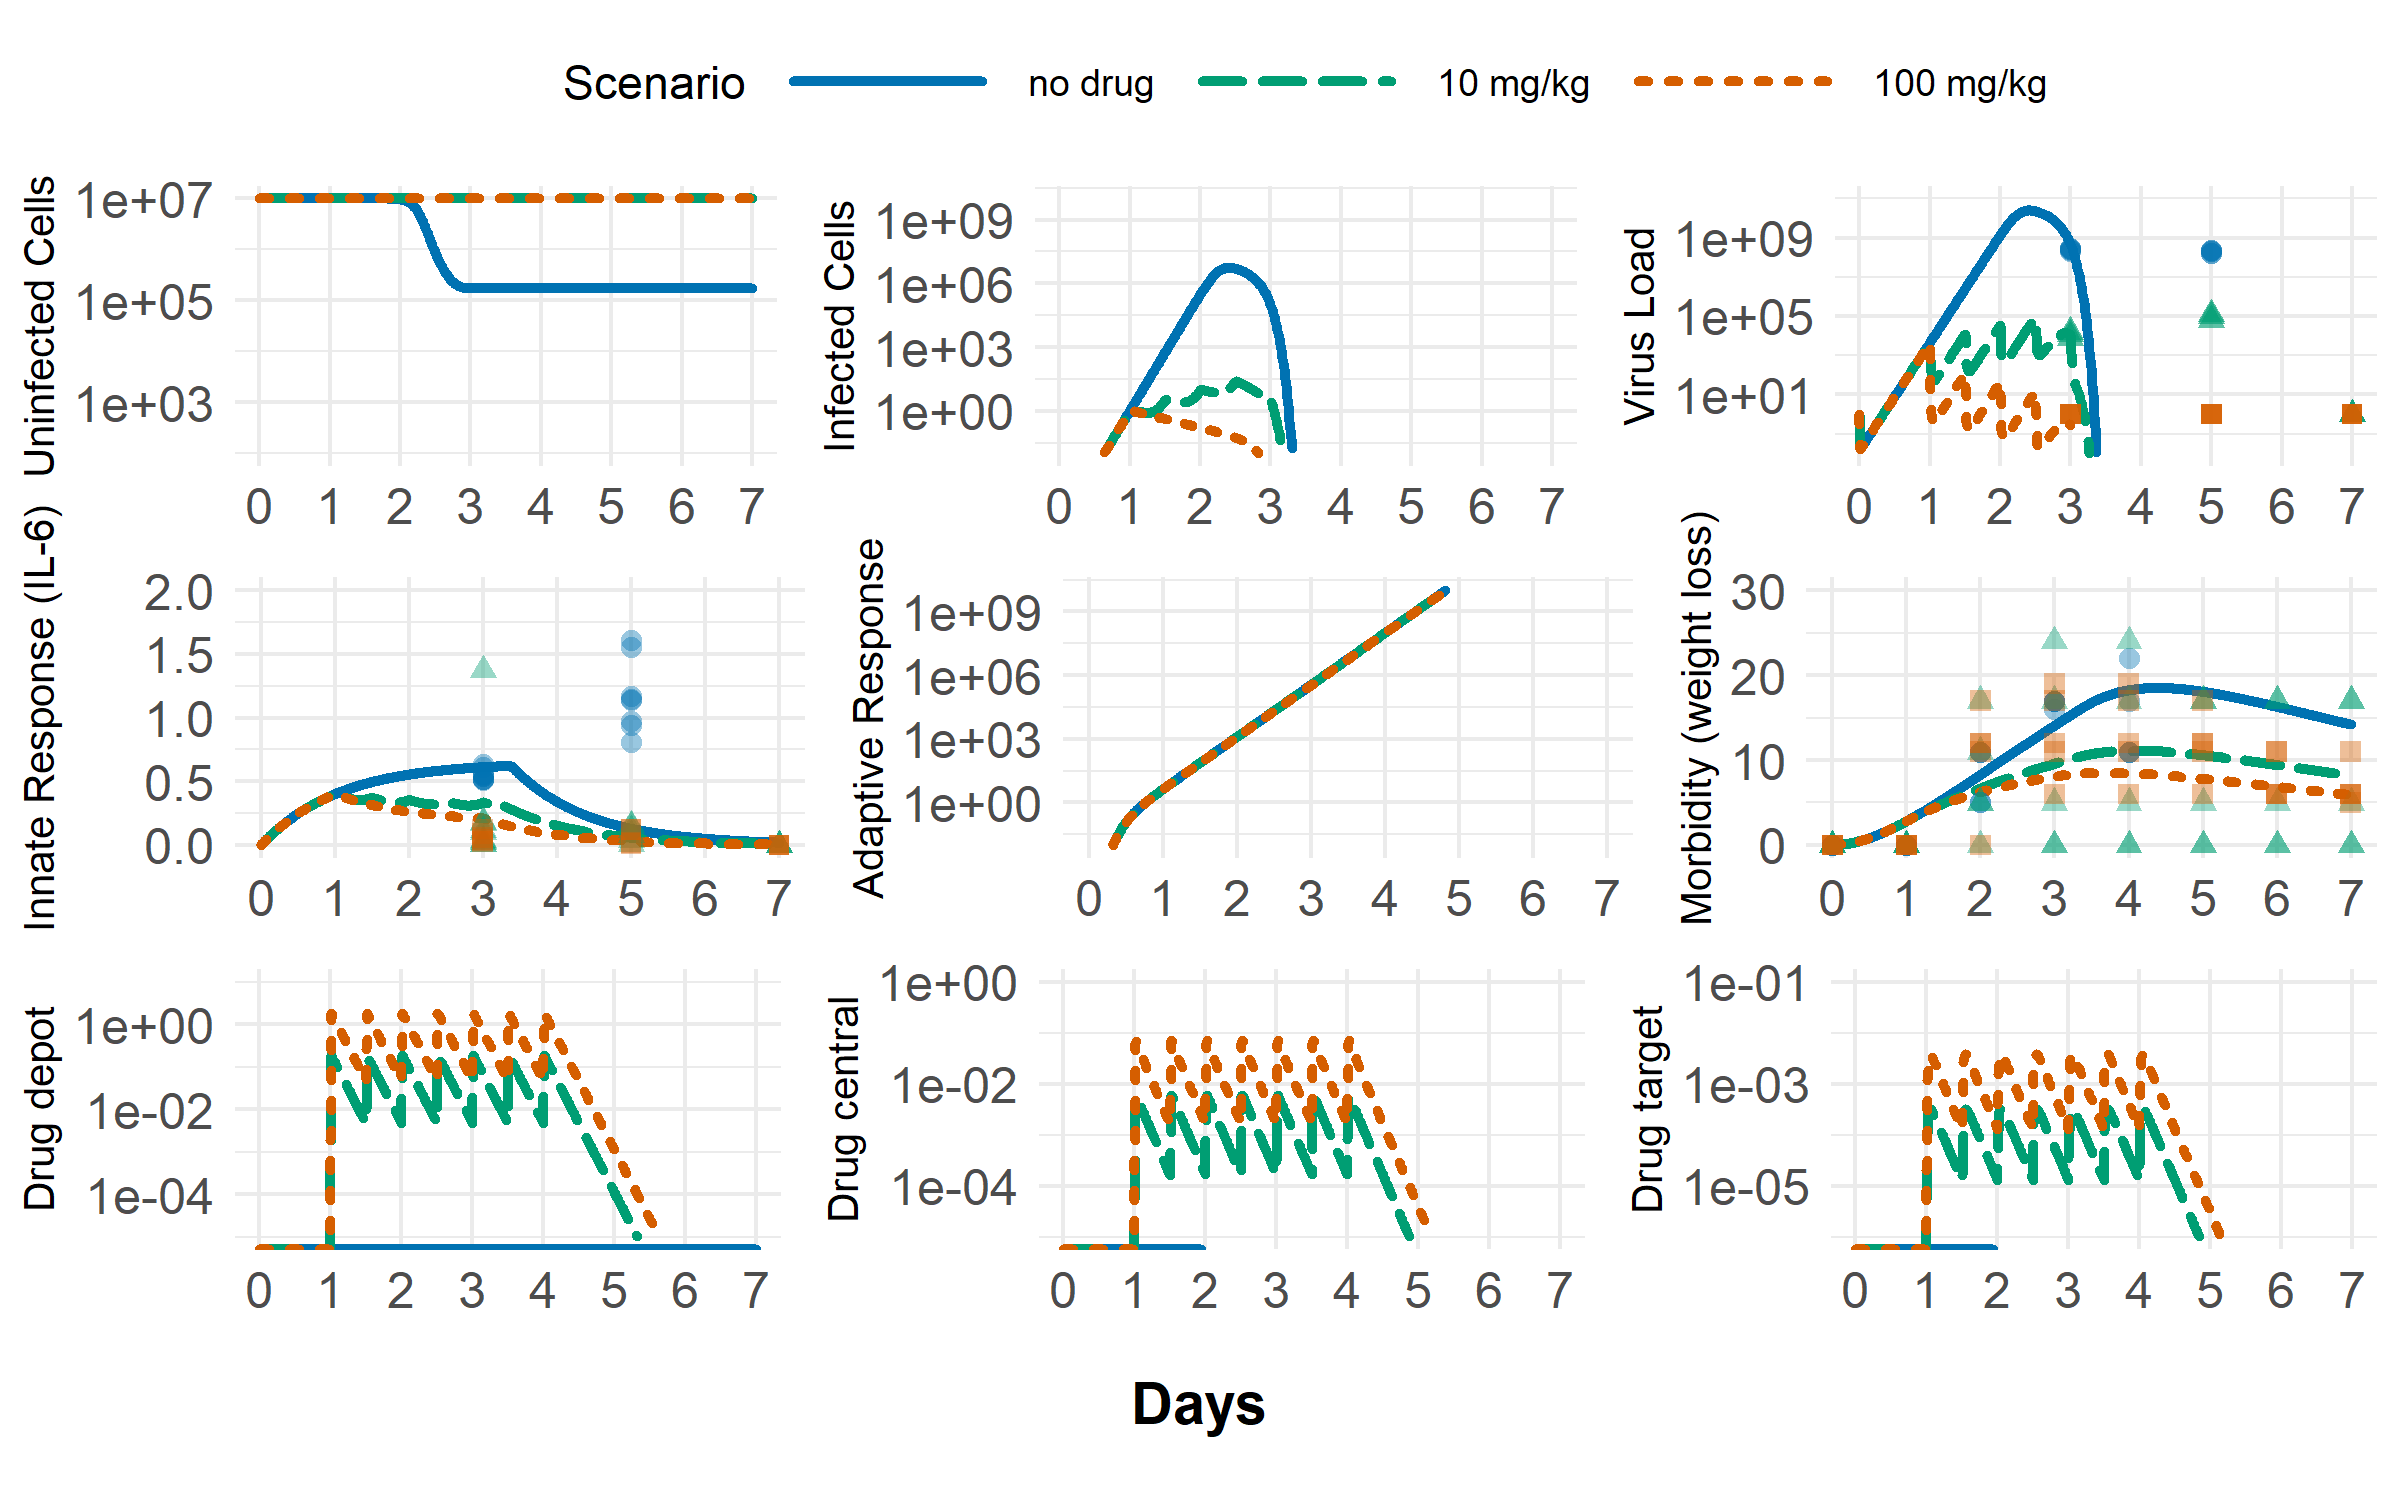 Scenario no drug 10 mg/kg 100 mg/kg
Uninfected Cells
1e+07
1e+05
1e+03
0 1 2 3 4 5 6 7
Infected Cells
1e+09
1e+06
1e+03
1e+00
0 1 2 3 4 5 6 7
Virus Load
1e+09
1e+05
1e+01
0 1 2 3 4 5 6 7
Innate Response (IL-6)
2.0
1.5
1.0
0.5
0.0
0 1 2 3 4 5 6 7
Adaptive Response
1e+09
1e+06
1e+03
1e+00
0 1 2 3 4 5 6 7
Morbidity (weight loss)
30
20
10
0
0 1 2 3 4 5 6 7
Drug depot
1e+00
1e-02
1e-04
0 1 2 3 4 5 6 7
Drug central
1e+00
1e-02
1e-04
0 1 2 3 4 5 6 7
Drug target
1e-01
1e-03
1e-05
0 1 2 3 4 5 6 7
Days